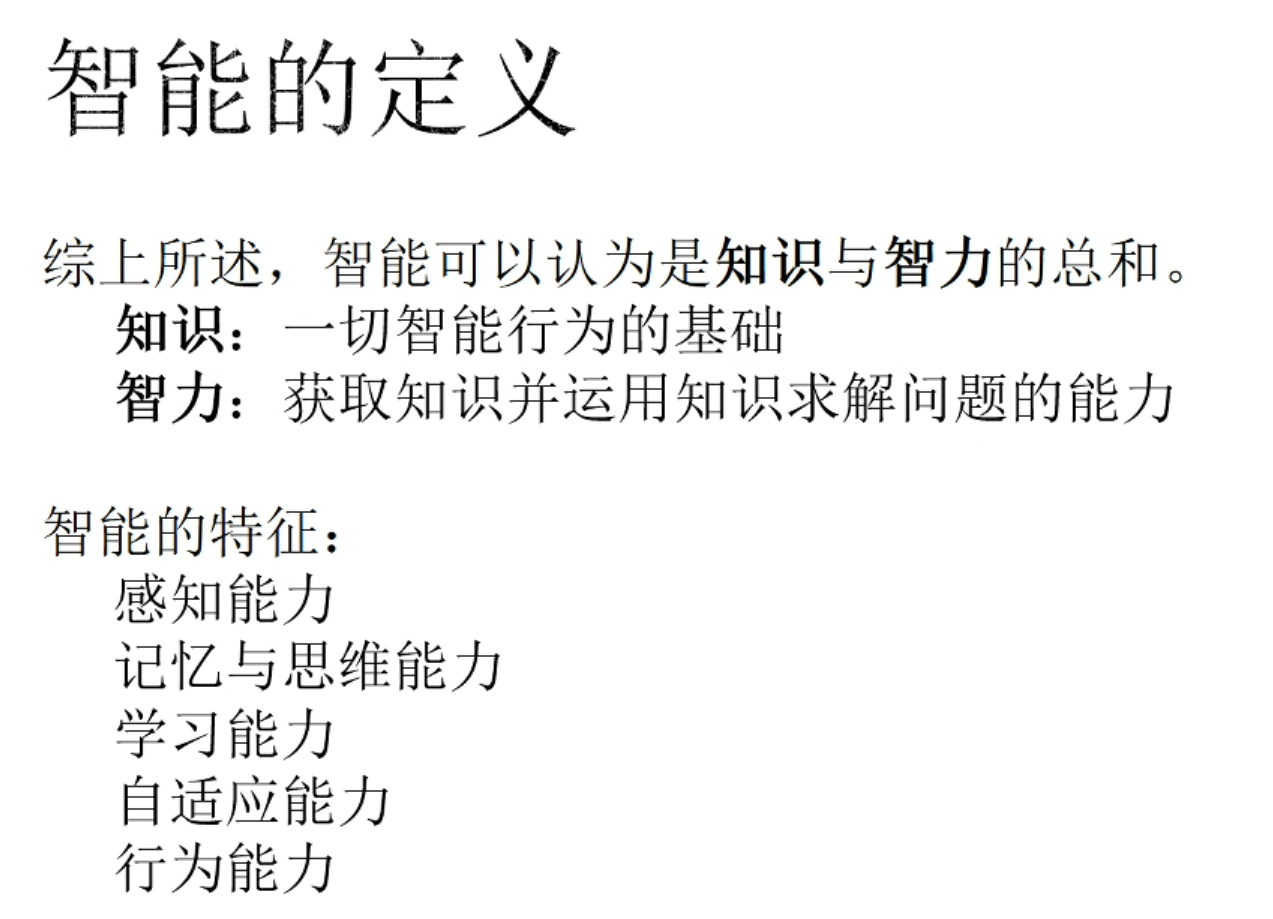 智能的定义
综上所述，智能可以认为是知识与智力的总和。
知识：一切智能行为的基础
智力：获取知识并运用知识求解问题的能力
智能的特征：
感知能力
记忆与思维能力
学习能力
自适应能力
行为能力